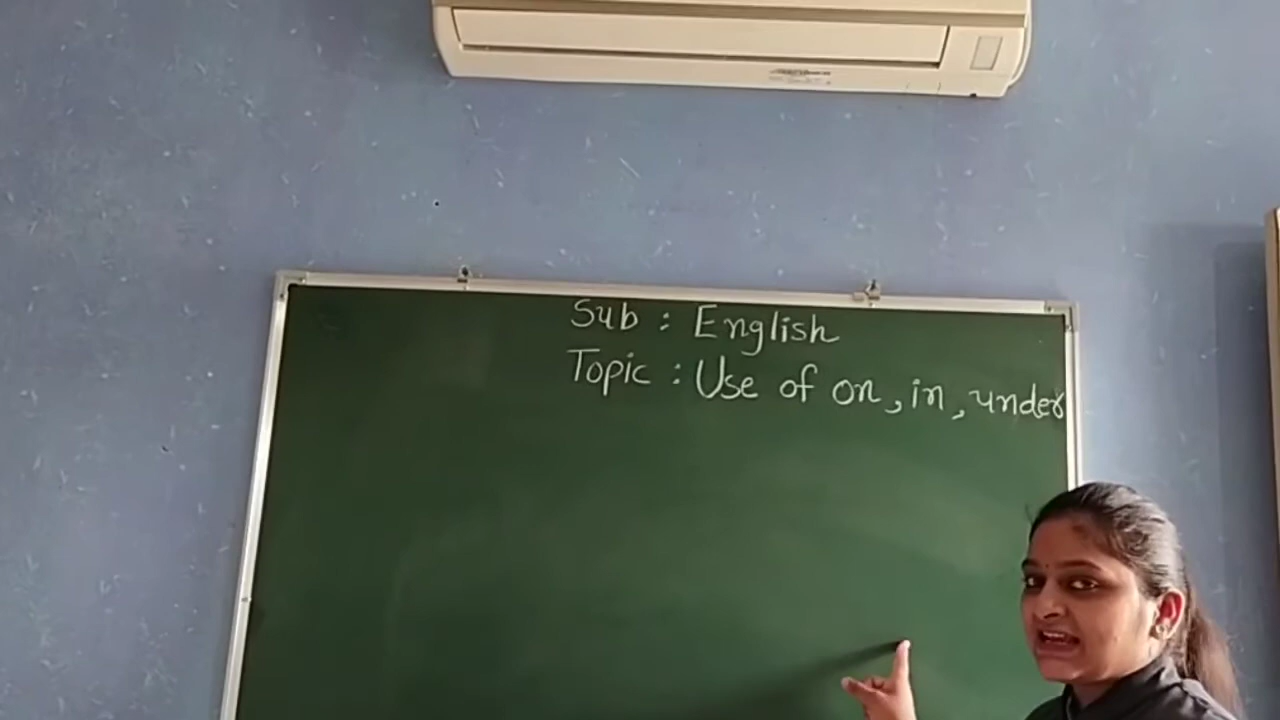 Sub : English
Topic : Use of on, in, under